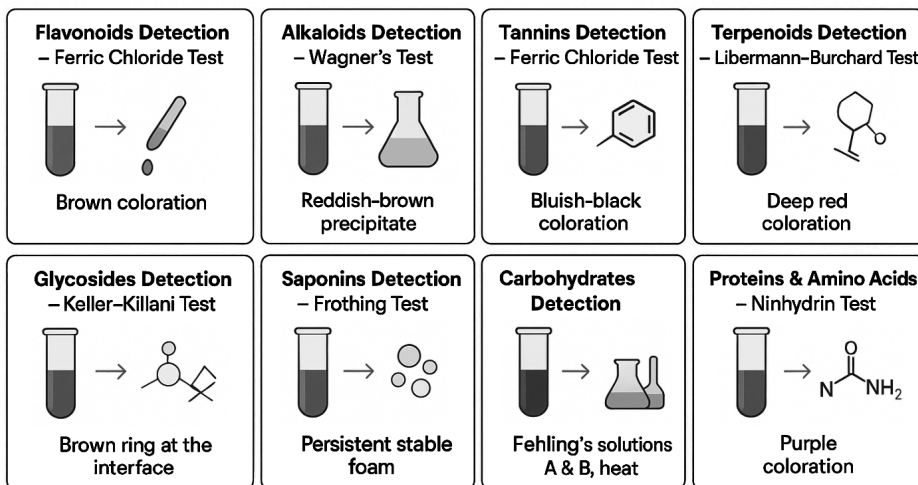 Flavonoids Detection
– Ferric Chloride Test
Brown coloration
Alkaloids Detection
– Wagner's Test
Reddish-brown
precipitate
Tannins Detection
– Ferric Chloride Test
Bluish-black
coloration
Terpenoids Detection
– Libermann–Burchard Test
Deep red
coloration
Glycosides Detection
– Keller–Killani Test
Brown ring at the
interface
Saponins Detection
– Frothing Test
Persistent stable
foam
Carbohydrates
Detection
Fehling's solutions
A & B, heat
Proteins & Amino Acids
– Ninhydrin Test
O
N
NH₂
Purple
coloration